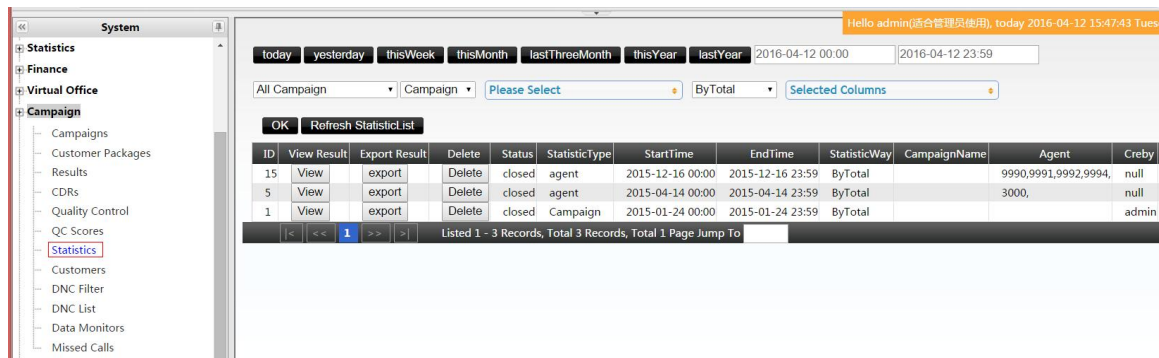 System
Statistics
Finance
Virtual Office
Campaign
Campaigns
Customer Packages
Results
CDRs
Quality Control
QC Scores
Statistics
Customers
DNC Filter
DNC List
Data Monitors
Missed Calls
Hello admin(适合管理员使用), today 2016-04-12 15:47:43 Tues
today yesterday thisWeek thisMonth lastThreeMonth thisYear lastYear 2016-04-12 00:00 2016-04-12 23:59
All Campaign Campaign Please Select ByTotal Selected Columns
OK Refresh StatisticList
ID View Result Export Result Delete Status StatisticType StartTime EndTime StatisticWay CampaignName Agent Creby
15 View export Delete closed agent 2015-12-16 00:00 2015-12-16 23:59 ByTotal 9990,9991,9992,9994, null
5 View export Delete closed agent 2015-04-14 00:00 2015-04-14 23:59 ByTotal 3000, null
1 View export Delete closed Campaign 2015-01-24 00:00 2015-01-24 23:59 ByTotal admin
|< << 1 >> >| Listed 1 - 3 Records, Total 3 Records, Total 1 Page Jump To